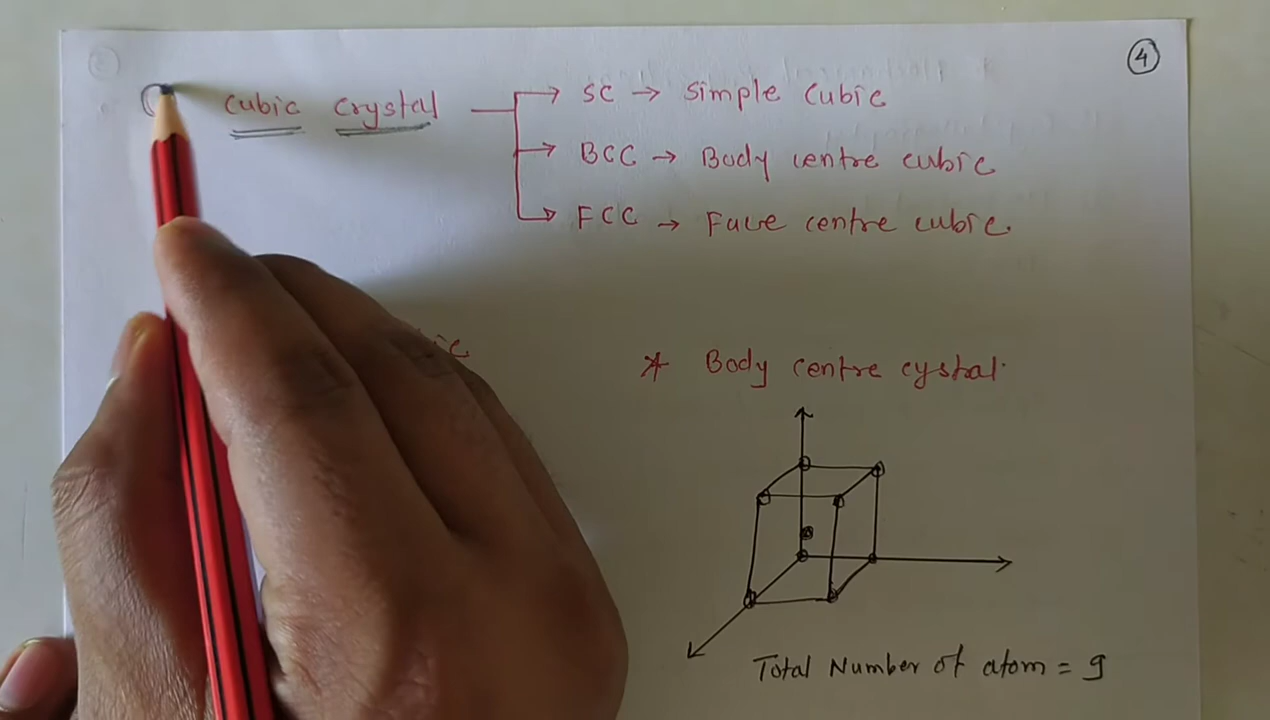 ④
Cubic Crystal → SC → Simple Cubic
→ BCC → Body centre cubic
→ FCC → Face centre cubic.
* Body centre cystal.
Total Number of atom = 9